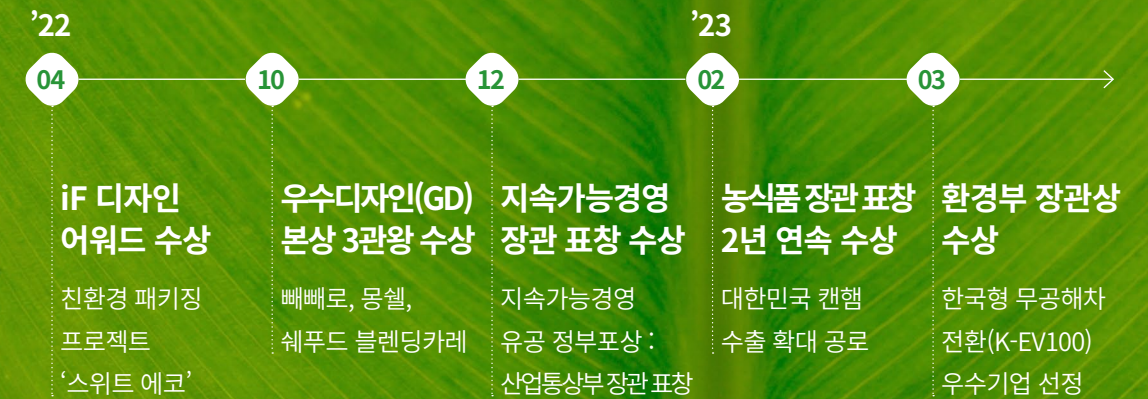 ’22
’23
04
10
12
02
03
iF 디자인
어워드 수상
친환경 패키징
프로젝트
‘스위트 에코’
우수디자인(GD)
본상 3관왕 수상
빼빼로, 몽쉘,
쉐푸드 블렌딩카레
지속가능경영
장관 표창 수상
지속가능경영
유공 정부포상 :
산업통상부 장관 표창
농식품 장관 표창
2년 연속 수상
대한민국 캔햄
수출 확대 공로
환경부 장관상
수상
한국형 무공해차
전환(K-EV100)
우수기업 선정